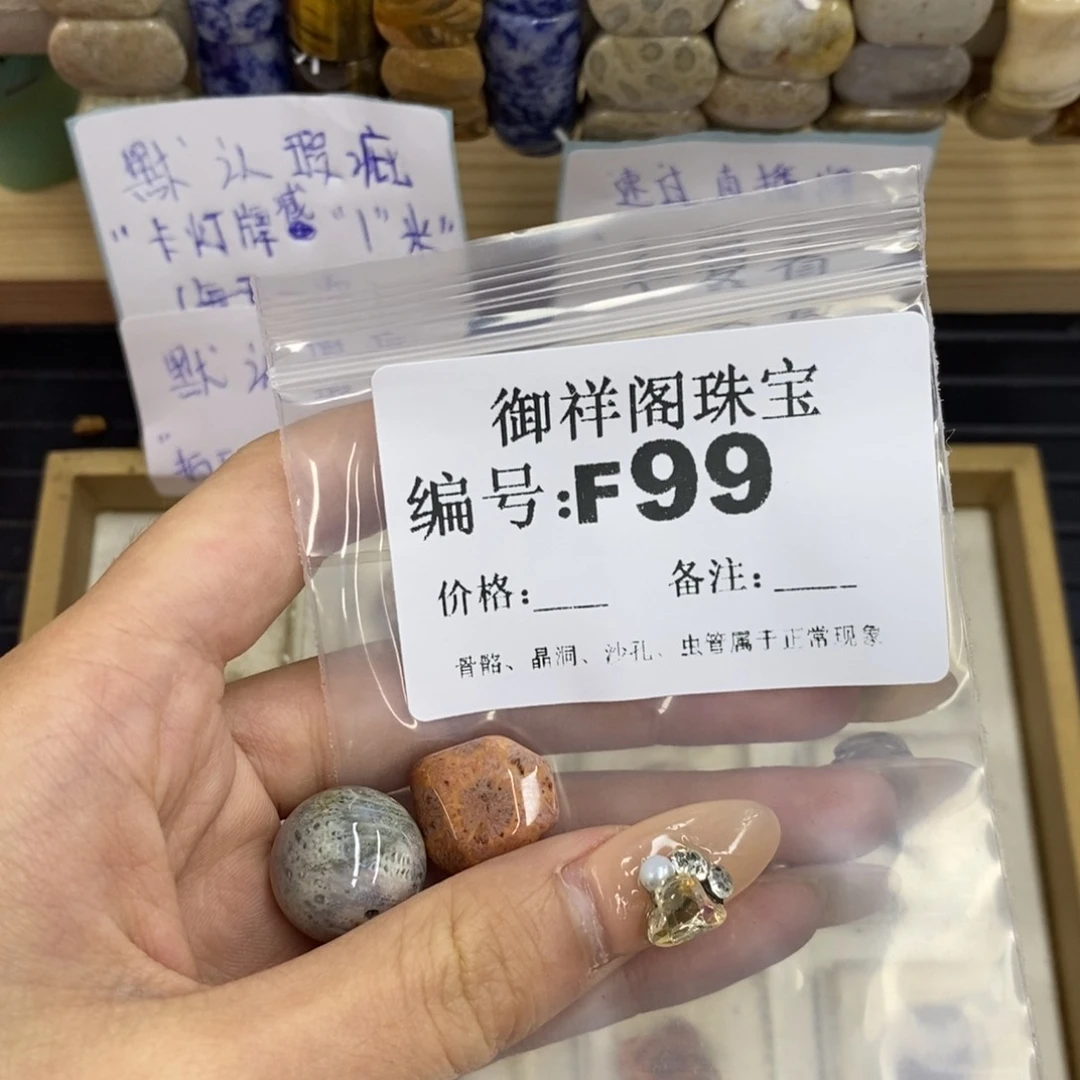 默认瑕疵
"卡灯牌感"1"米"
默认
御祥阁珠宝
编号:F99
价格:____ 备注:____
骨骼、晶洞、沙孔、虫管属于正常现象